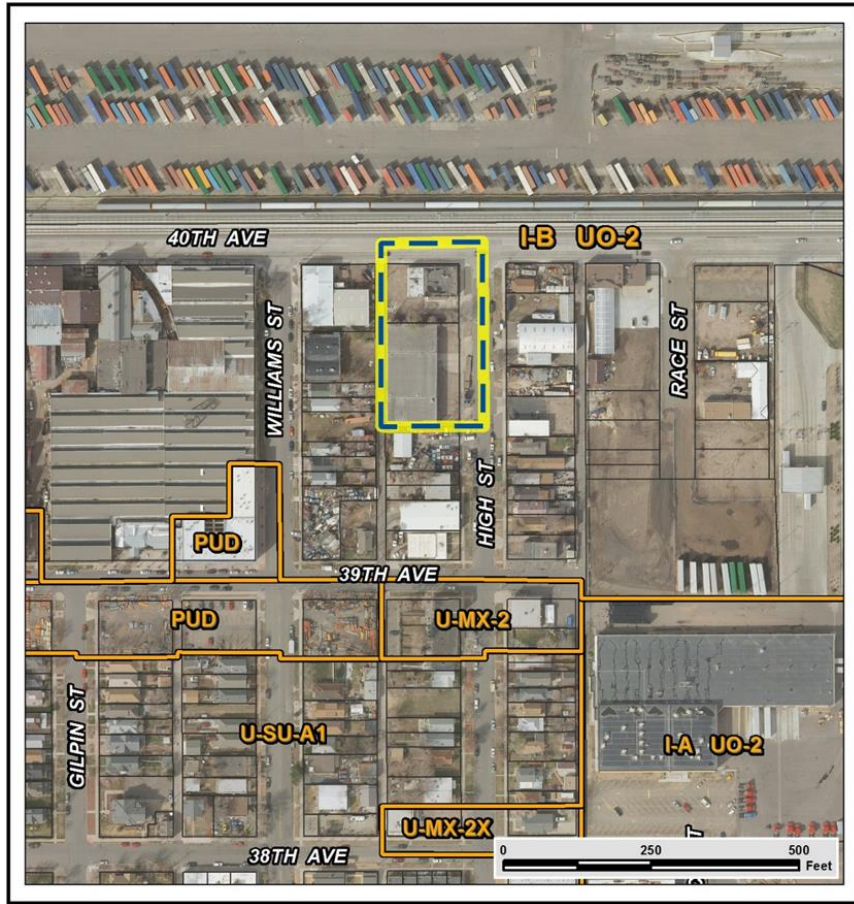 40TH AVE
I-B UO-2
WILLIAMS ST
RACE ST
HIGH ST
PUD
39TH AVE
PUD
U-MX-2
GILPIN ST
U-SU-A1
I-A UO-2
U-MX-2X
38TH AVE
0 250 500
Feet